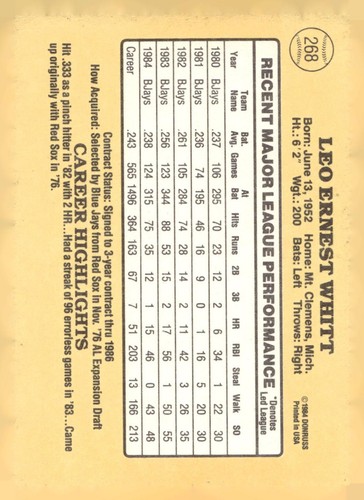 268
LEO ERNEST WHITT
Born: June 13, 1952 Home: Mt. Clemens, Mich.
Ht.: 6' 2" Wgt.: 200 Bats: Left Throws: Right
© 1984 DONRUSS
Printed in USA
RECENT MAJOR LEAGUE PERFORMANCE *Denotes Led League
Year Team Name Bat. Avg. Games At Bat Hits Runs 2B 3B HR RBI Steal Walk SO
1980 BJays .237 106 295 70 23 12 2 6 34 1 22 30
1981 BJays .236 74 195 46 16 9 0 1 16 5 20 30
1982 BJays .261 105 284 74 28 14 2 11 42 3 26 35
1983 BJays .256 123 344 88 53 15 2 17 56 1 50 55
1984 BJays .238 124 315 75 35 12 1 15 46 0 43 48
Career .243 565 1496 364 163 67 7 51 203 13 166 213
Contract Status: Signed to 3-year contract thru 1986
How Acquired: Selected by Blue Jays from Red Sox in Nov. '76 AL Expansion Draft
CAREER HIGHLIGHTS
Hit .333 as a pinch hitter in '82 with 2 HR...Had a streak of 96 errorless games in '83...Came
up originally with Red Sox in '76.